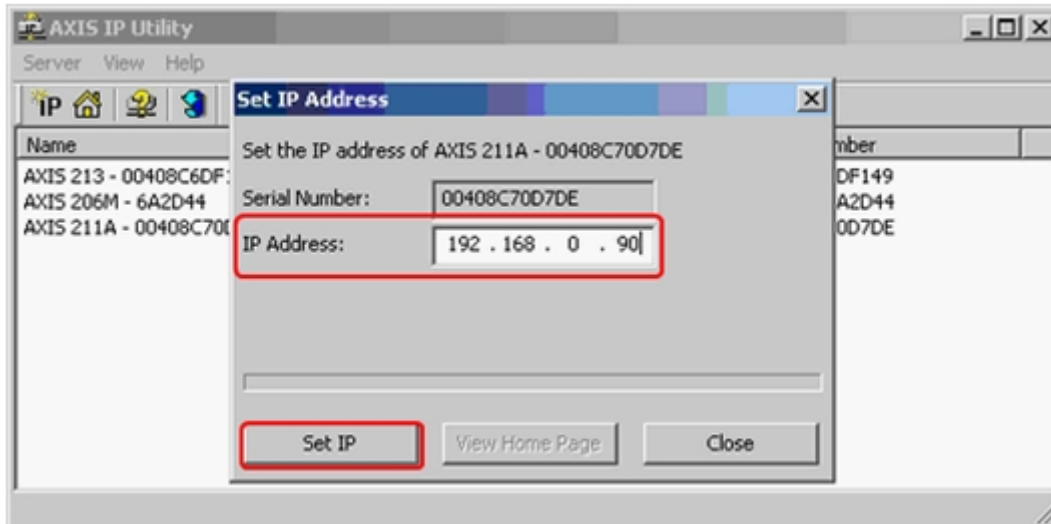 AXIS IP Utility
Server View Help
IP
Set IP Address
Name
mber
Set the IP address of AXIS 211A - 00408C70D7DE
AXIS 213 - 00408C6DF1
DF149
Serial Number: 00408C70D7DE
AXIS 206M - 6A2D44
A2D44
AXIS 211A - 00408C70D
0D7DE
IP Address: 192 . 168 . 0 . 90
Set IP
View Home Page
Close